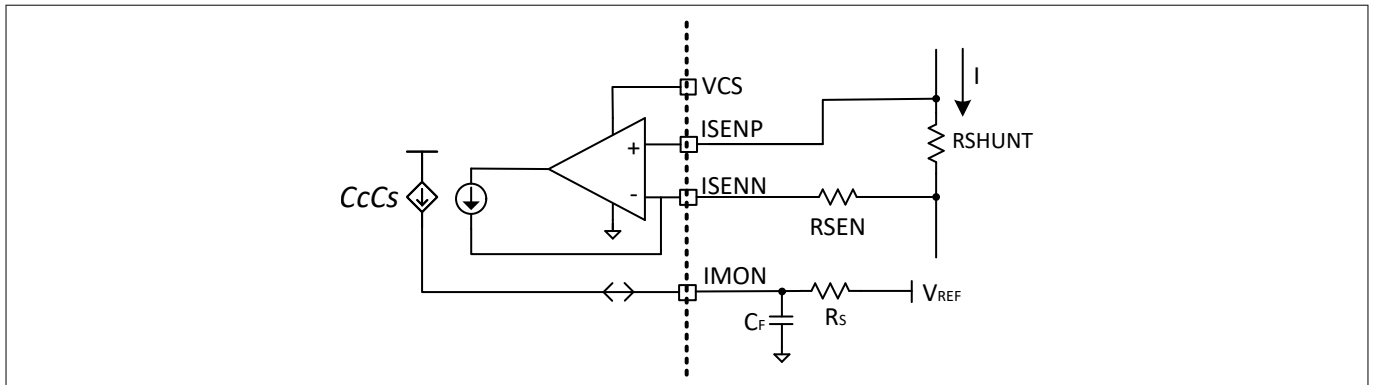 VCS
I
ISENP
RSHUNT
+
CcCs
ISENN
-
RSEN
IMON
VREF
CF
RS